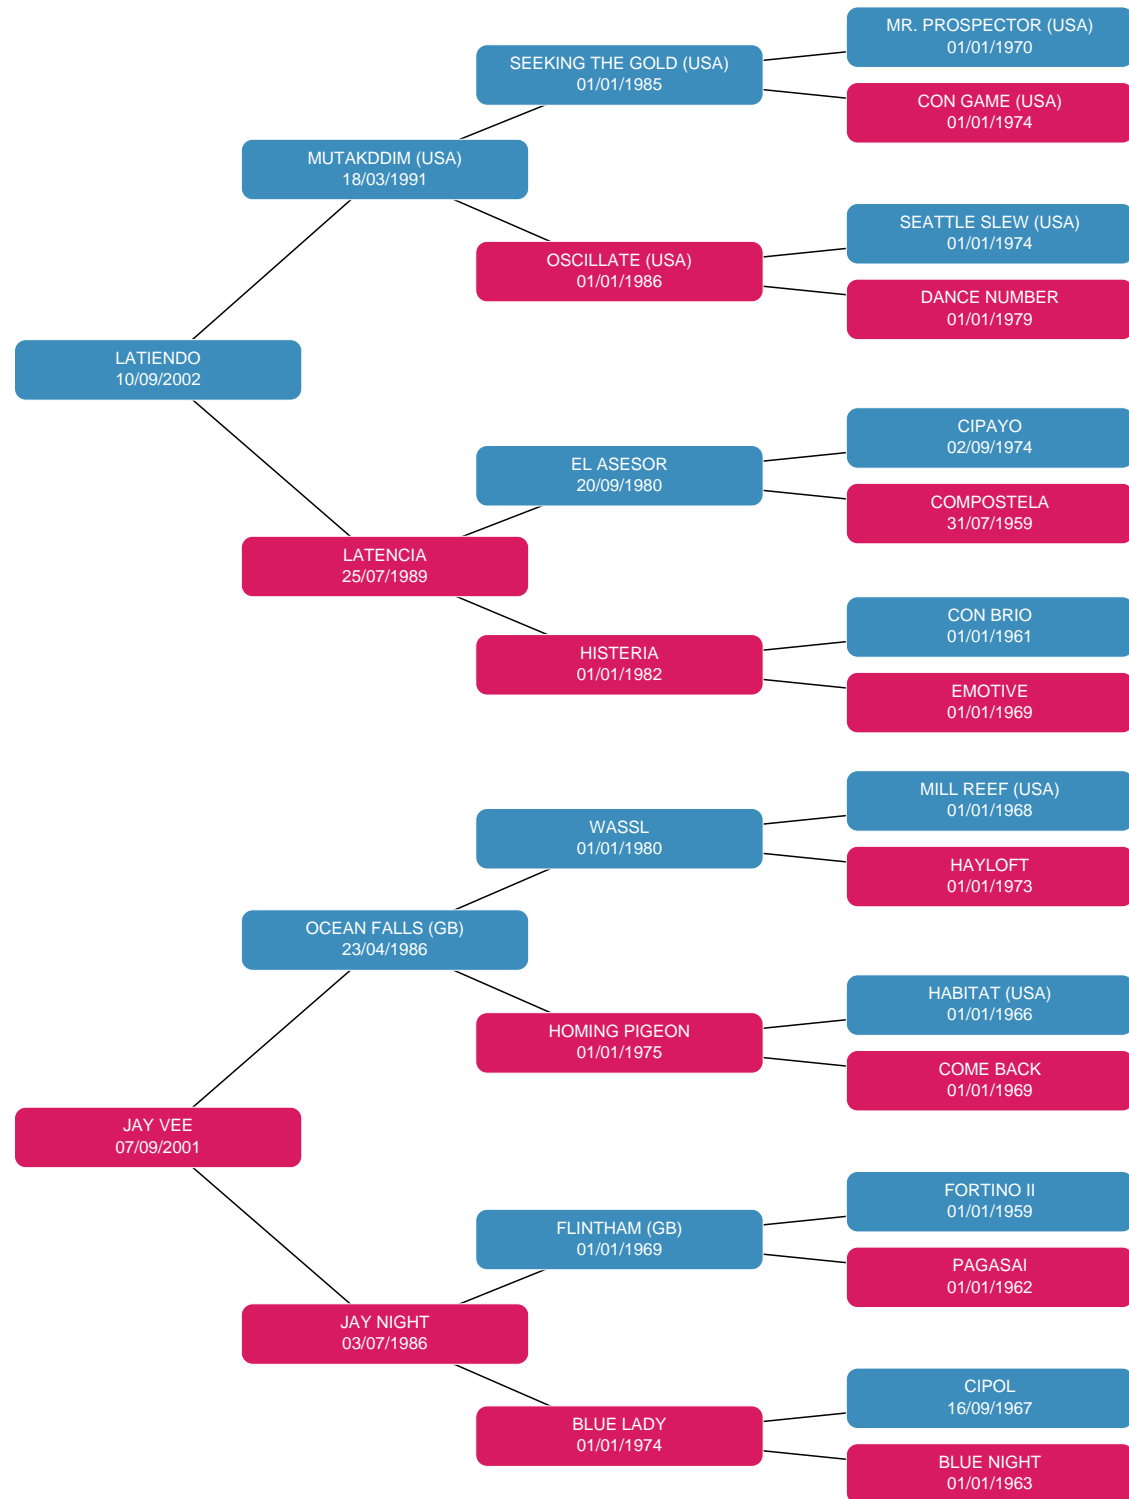 MR. PROSPECTOR (USA)
01/01/1970
SEEKING THE GOLD (USA)
01/01/1985
CON GAME (USA)
01/01/1974
MUTAKDDIM (USA)
18/03/1991
SEATTLE SLEW (USA)
01/01/1974
OSCILLATE (USA)
01/01/1986
DANCE NUMBER
01/01/1979
LATIENDO
10/09/2002
CIPAYO
02/09/1974
EL ASESOR
20/09/1980
COMPOSTELA
31/07/1959
LATENCIA
25/07/1989
CON BRIO
01/01/1961
HISTERIA
01/01/1982
EMOTIVE
01/01/1969
MILL REEF (USA)
01/01/1968
WASSL
01/01/1980
HAYLOFT
01/01/1973
OCEAN FALLS (GB)
23/04/1986
HABITAT (USA)
01/01/1966
HOMING PIGEON
01/01/1975
COME BACK
01/01/1969
JAY VEE
07/09/2001
FORTINO II
01/01/1959
FLINTHAM (GB)
01/01/1969
PAGASAI
01/01/1962
JAY NIGHT
03/07/1986
CIPOL
16/09/1967
BLUE LADY
01/01/1974
BLUE NIGHT
01/01/1963